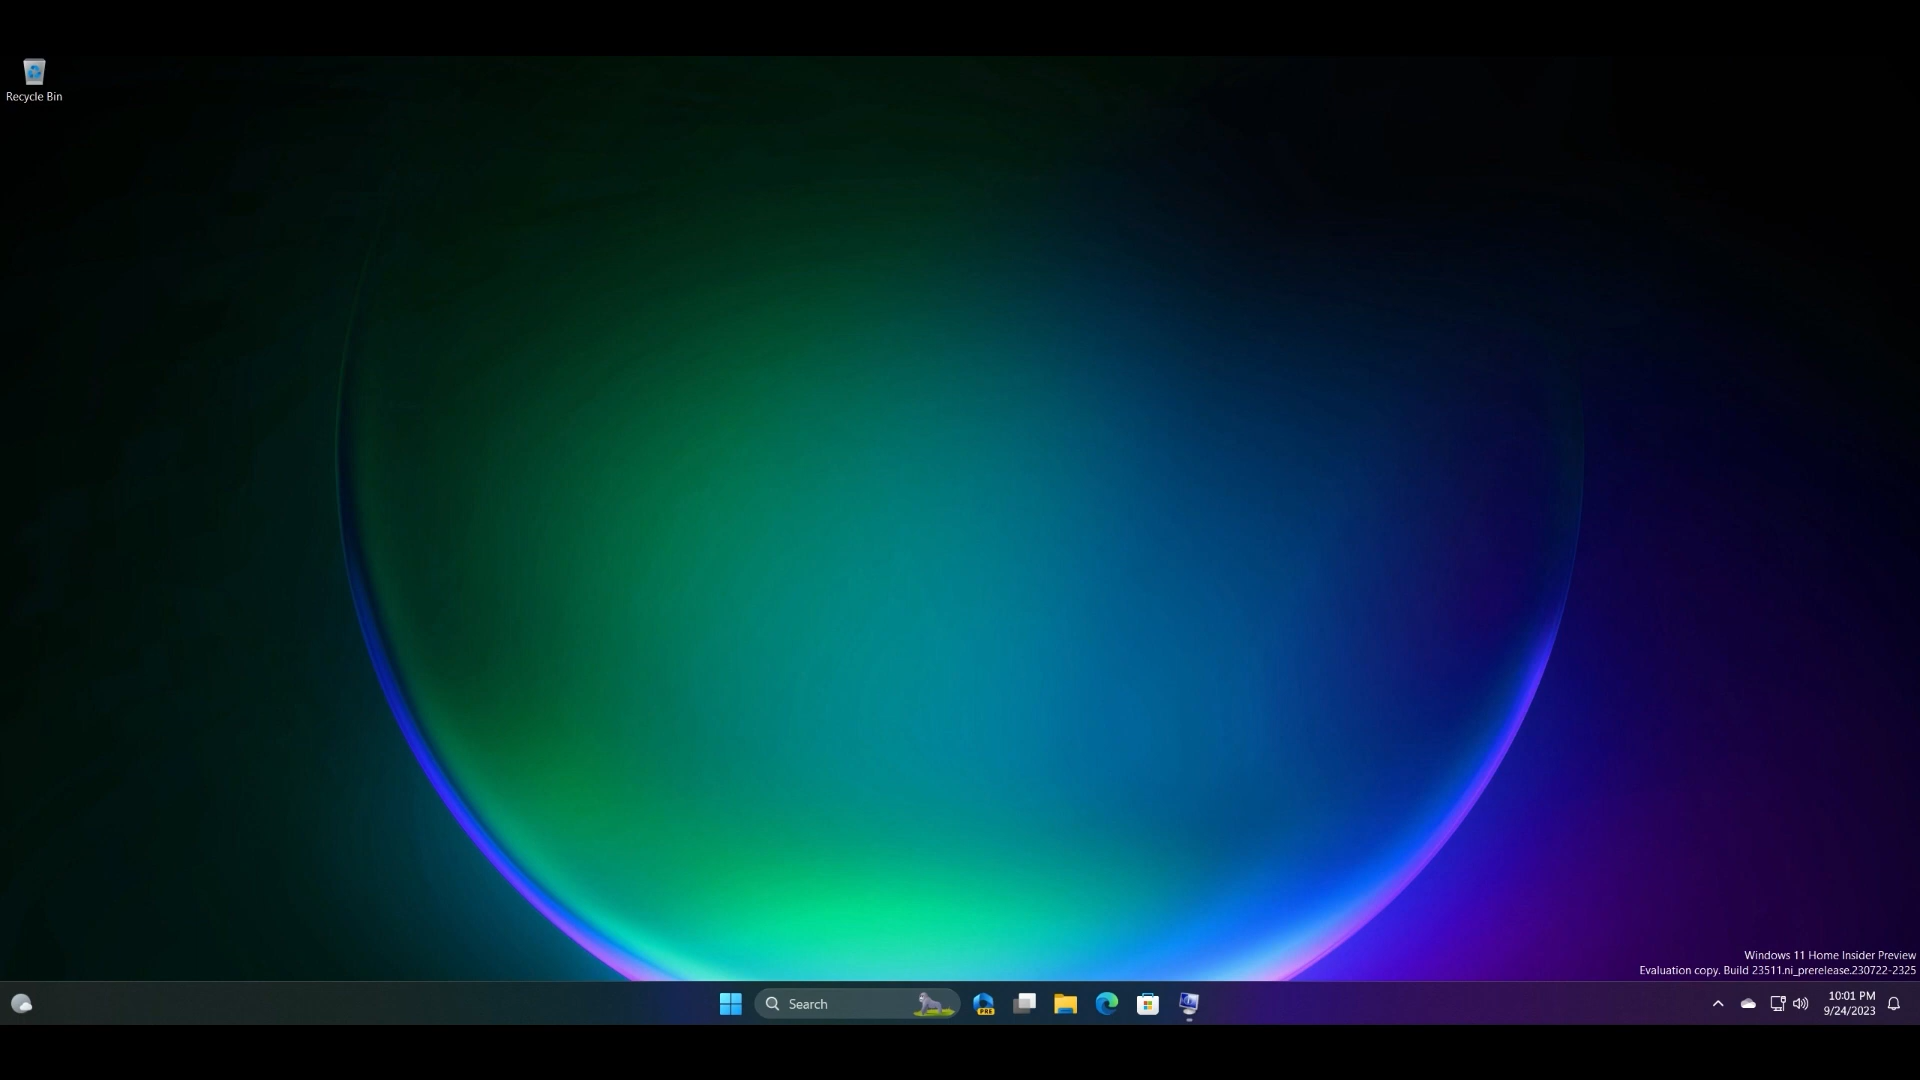 Recycle Bin
Windows 11 Home Insider Preview
Evaluation copy. Build 23511.ni_prerelease.230722-2325
Search
PRE
10:01 PM
9/24/2023